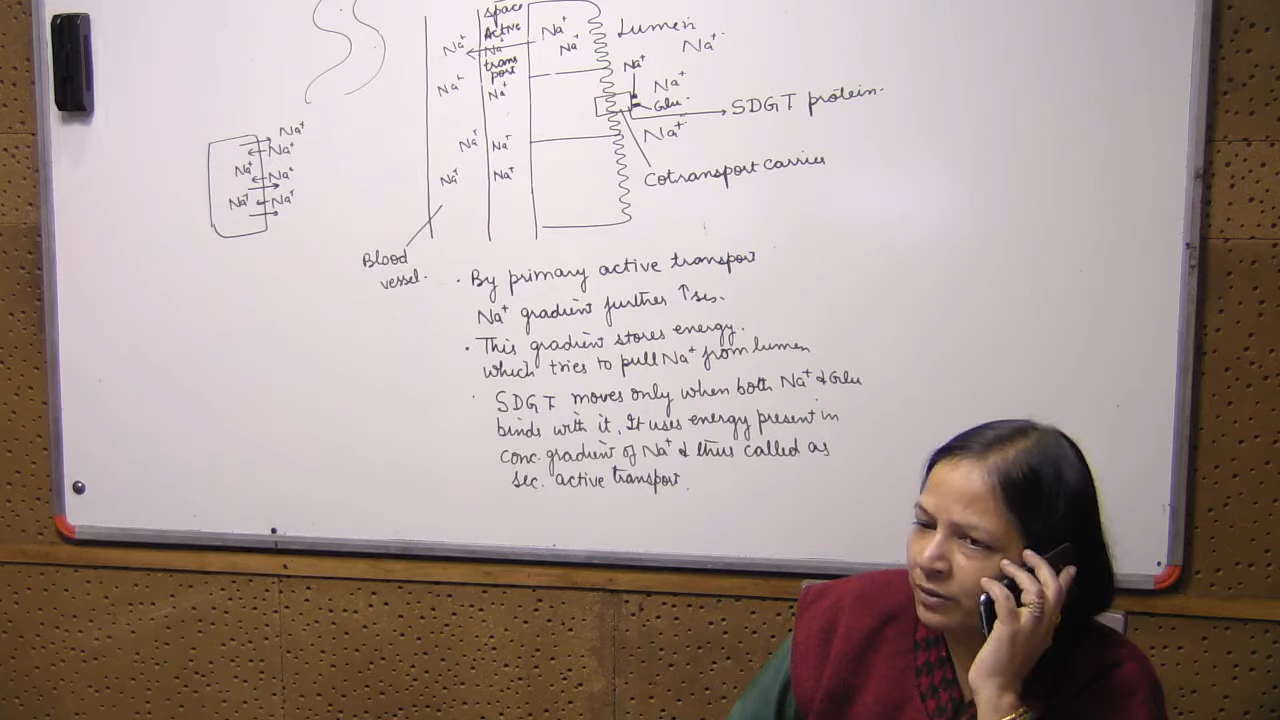 space
Active
Na⁺
trans
port
Na⁺
Na⁺
Na⁺
Na⁺
Na⁺
Na⁺
Na⁺
Na⁺
Na⁺
Na⁺
Lumen
Na⁺
Na⁺
Na⁺
Glu
Na⁺
SDGT protein.
Cotransport carrier
Na⁺
Na⁺
Na⁺
Na⁺
Na⁺
Na⁺
Blood
vessel.
· By primary active transport
Na⁺ gradient further ↑ses.
· This gradient stores energy.
which tries to pull Na⁺ from lumen
· SDGT moves only when both Na⁺ & Glu
binds with it. It uses energy present in
conc. gradient of Na⁺ & thus called as
sec. active transport.